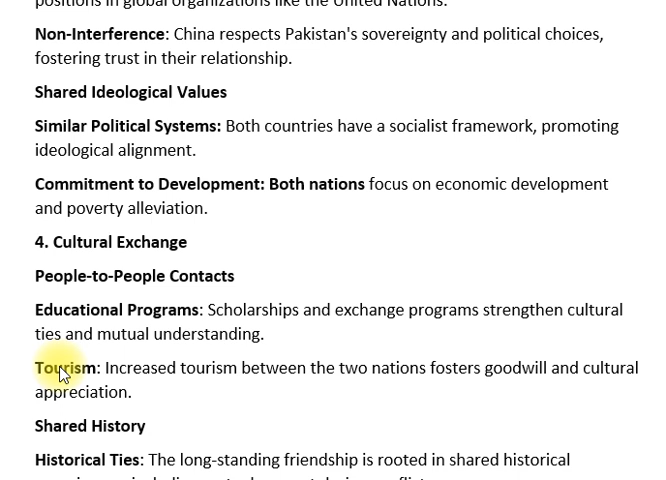 positions in global organizations like the United Nations.
Non-Interference: China respects Pakistan's sovereignty and political choices,
fostering trust in their relationship.
Shared Ideological Values
Similar Political Systems: Both countries have a socialist framework, promoting
ideological alignment.
Commitment to Development: Both nations focus on economic development
and poverty alleviation.
4. Cultural Exchange
People-to-People Contacts
Educational Programs: Scholarships and exchange programs strengthen cultural
ties and mutual understanding.
Tourism: Increased tourism between the two nations fosters goodwill and cultural
appreciation.
Shared History
Historical Ties: The long-standing friendship is rooted in shared historical